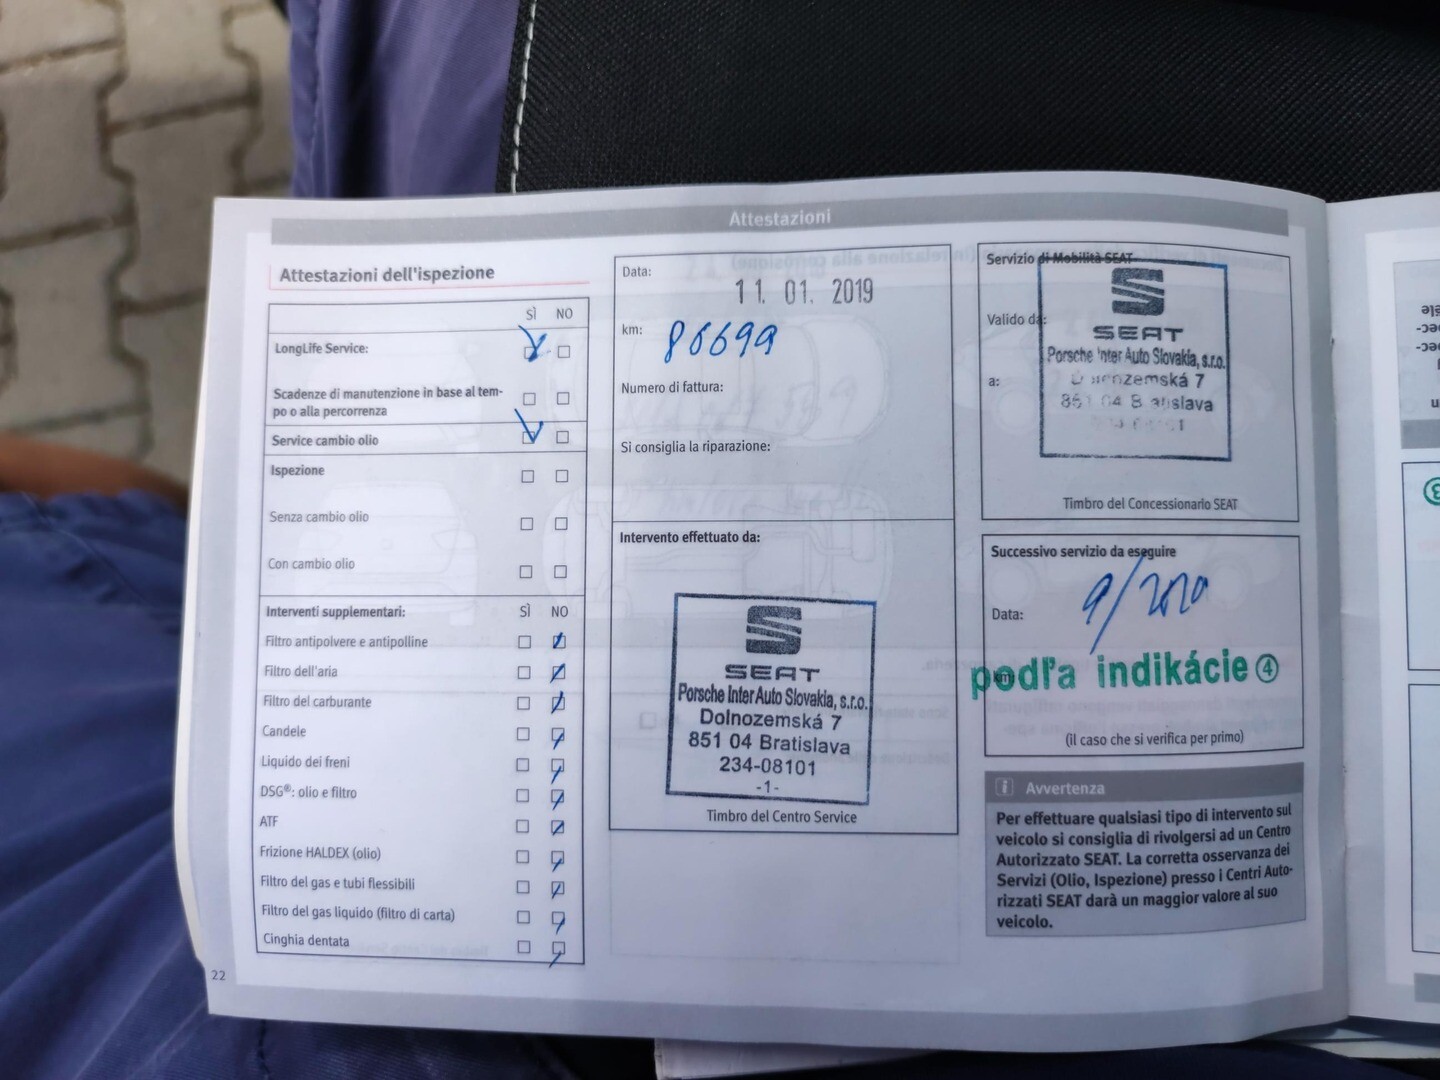 Attestazioni
Attestazioni dell'ispezione
SÌ NO
LongLife Service:
Scadenze di manutenzione in base al tem-
po o alla percorrenza
Service cambio olio
Ispezione
Senza cambio olio
Con cambio olio
Interventi supplementari: SÌ NO
Filtro antipolvere e antipolline
Filtro dell'aria
Filtro del carburante
Candele
Liquido dei freni
DSG®: olio e filtro
ATF
Frizione HALDEX (olio)
Filtro del gas e tubi flessibili
Filtro del gas liquido (filtro di carta)
Cinghia dentata
22
Data:
11. 01. 2019
km: 86699
Numero di fattura:
Si consiglia la riparazione:
Intervento effettuato da:
SEAT
Porsche Inter Auto Slovakia, s.r.o.
Dolnozemská 7
851 04 Bratislava
234-08101
-1-
Timbro del Centro Service
Servizio di Mobilità SEAT
Valido da:
a:
SEAT
Porsche Inter Auto Slovakia, s.r.o.
Dolnozemská 7
851 04 Bratislava
Timbro del Concessionario SEAT
Successivo servizio da eseguire
Data: 9/2020
km:
podľa indikácie 4
(il caso che si verifica per primo)
i Avvertenza
Per effettuare qualsiasi tipo di intervento sul
veicolo si consiglia di rivolgersi ad un Centro
Autorizzato SEAT. La corretta osservanza dei
Servizi (Olio, Ispezione) presso i Centri Auto-
rizzati SEAT darà un maggior valore al suo
veicolo.